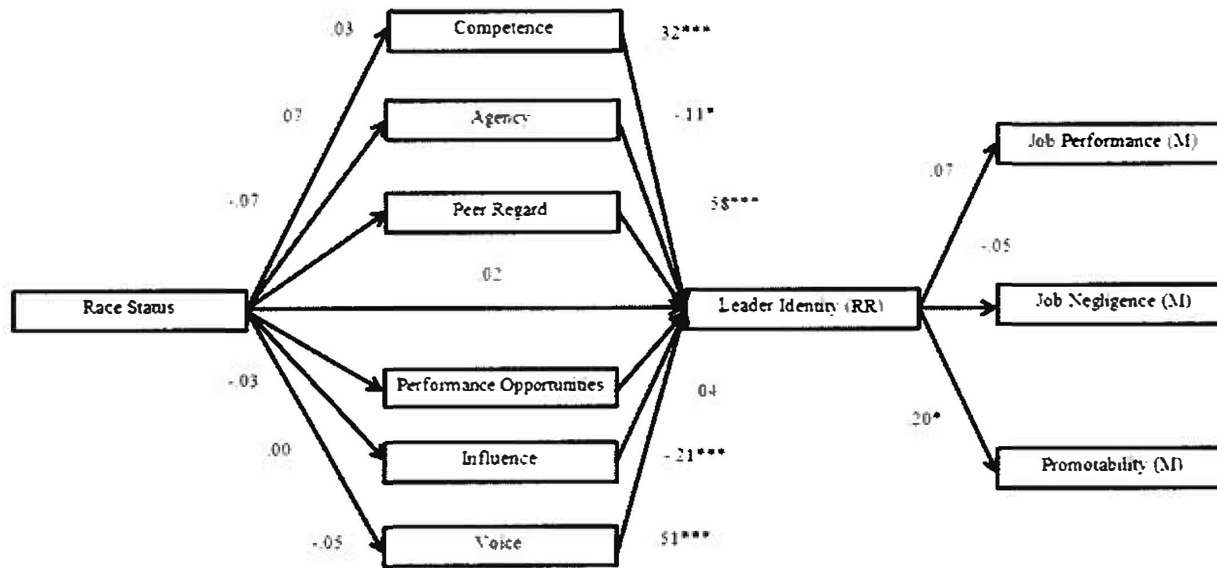 .03
Competence
.32***
.07
Agency
-.11*
Job Performance (M)
.07
-.07
Peer Regard
.58***
-.05
.02
Race Status
Leader Identity (RR)
Job Negligence (M)
-.03
Performance Opportunities
.04
.20*
.00
Influence
-.21***
Promotability (M)
-.05
Voice
.51***